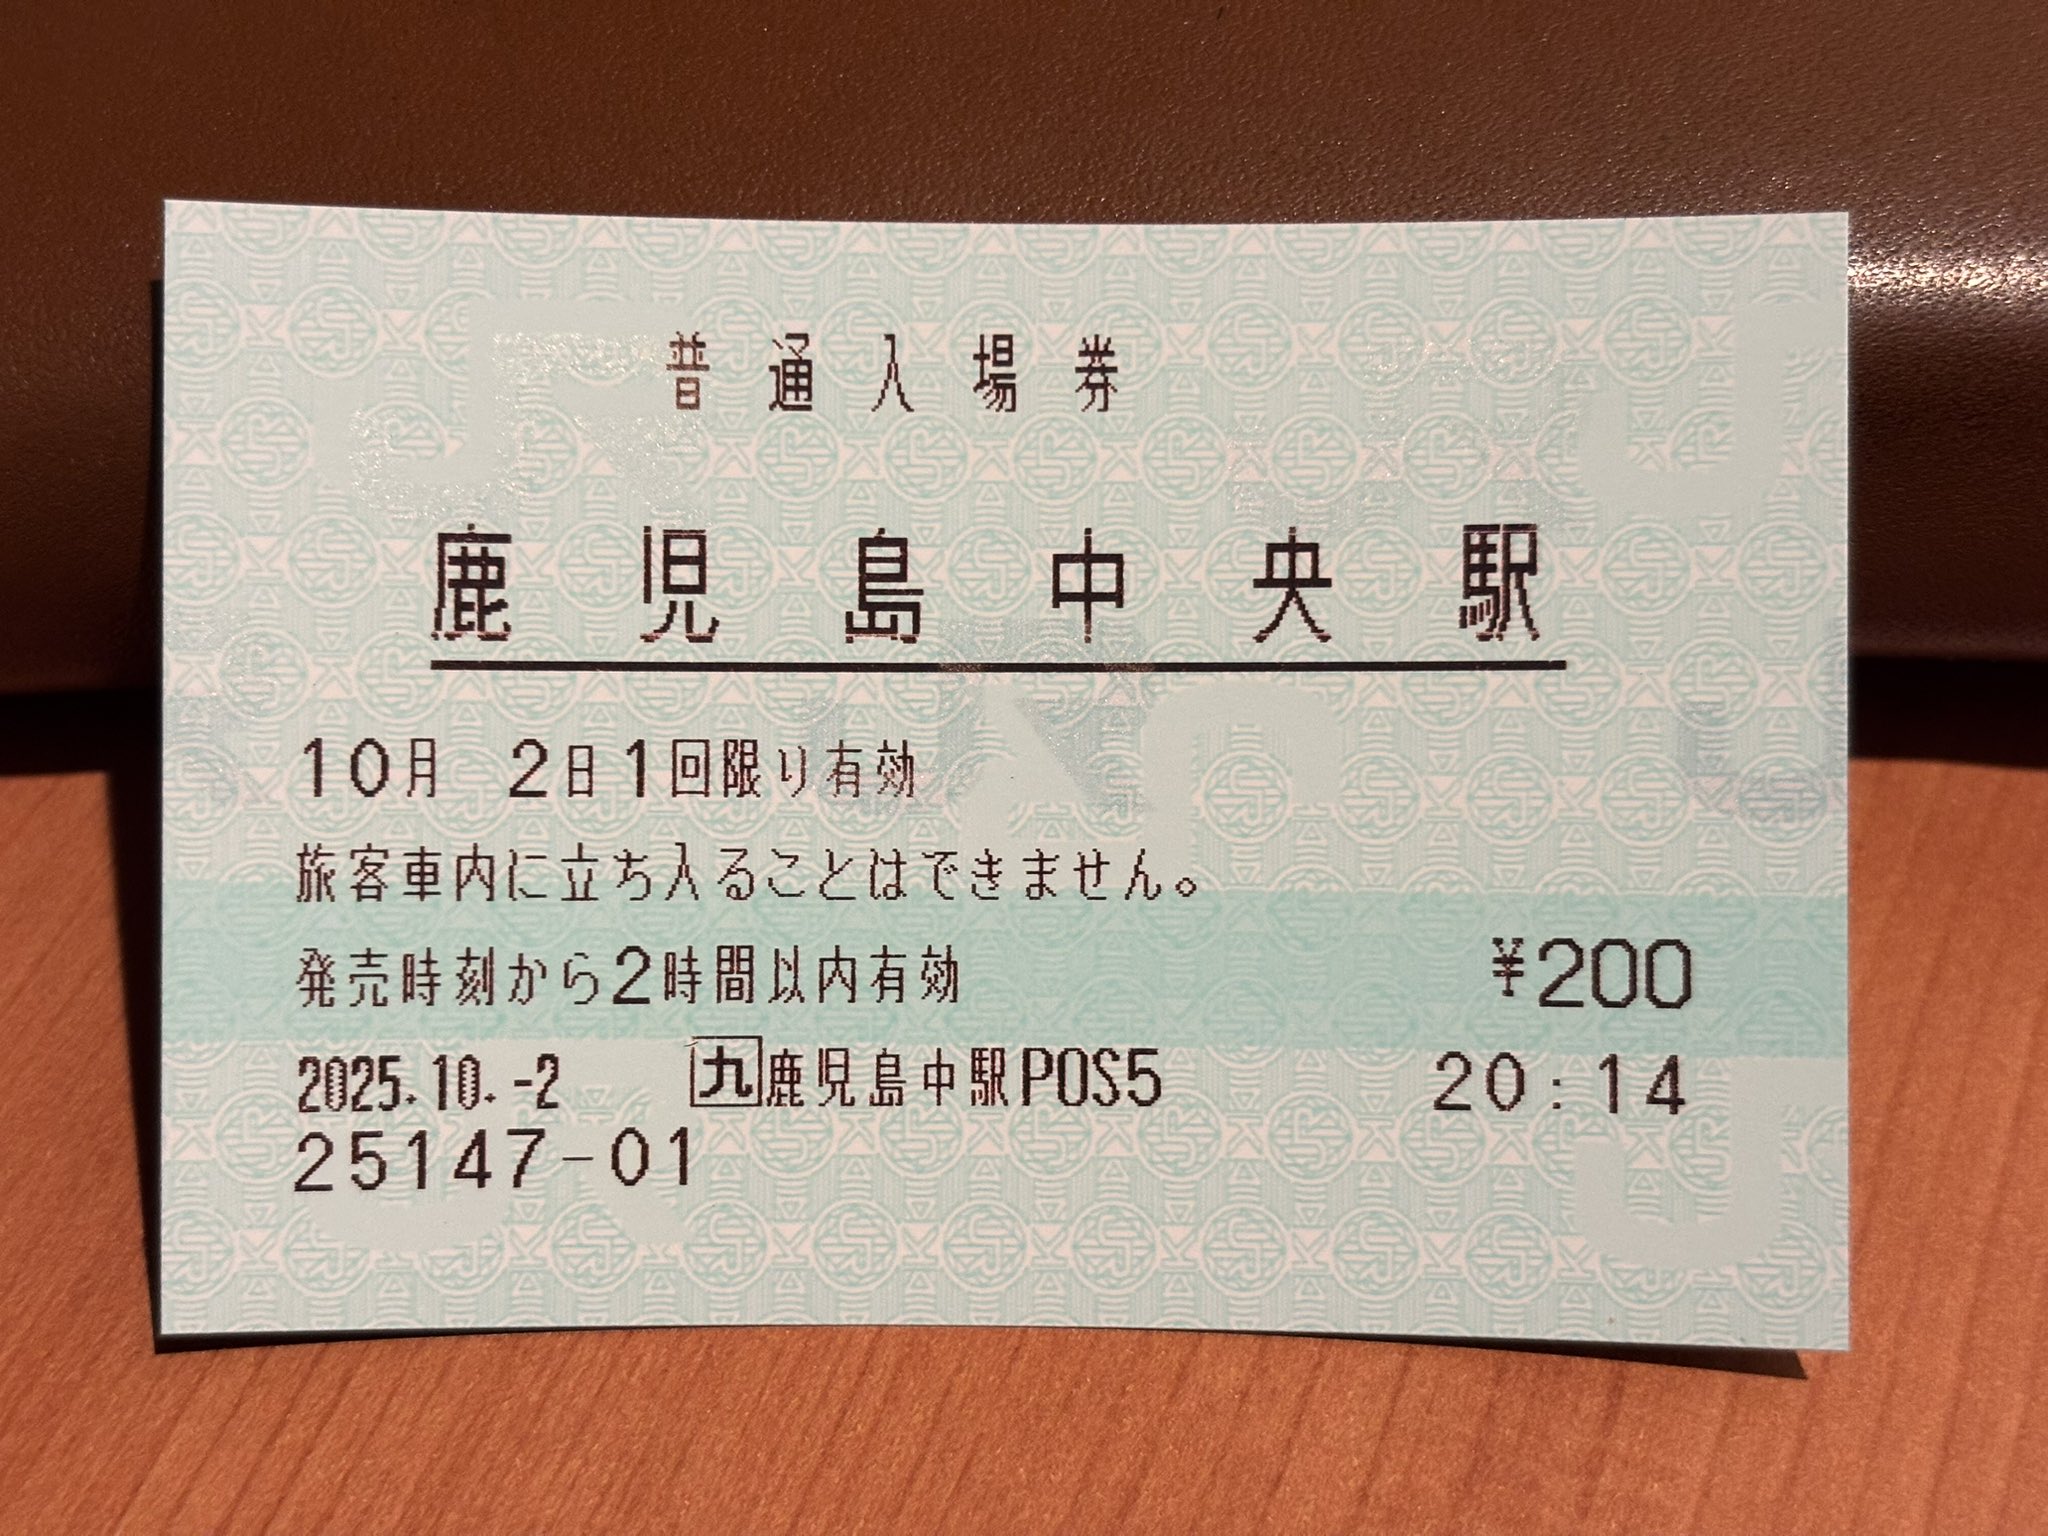 普通入場券
鹿児島中央駅
10月 2日1回限り有効
旅客車内に立ち入ることはできません。
発売時刻から2時間以内有効 ¥200
2025.10.-2 九鹿児島中駅POS5 20:14
25147-01